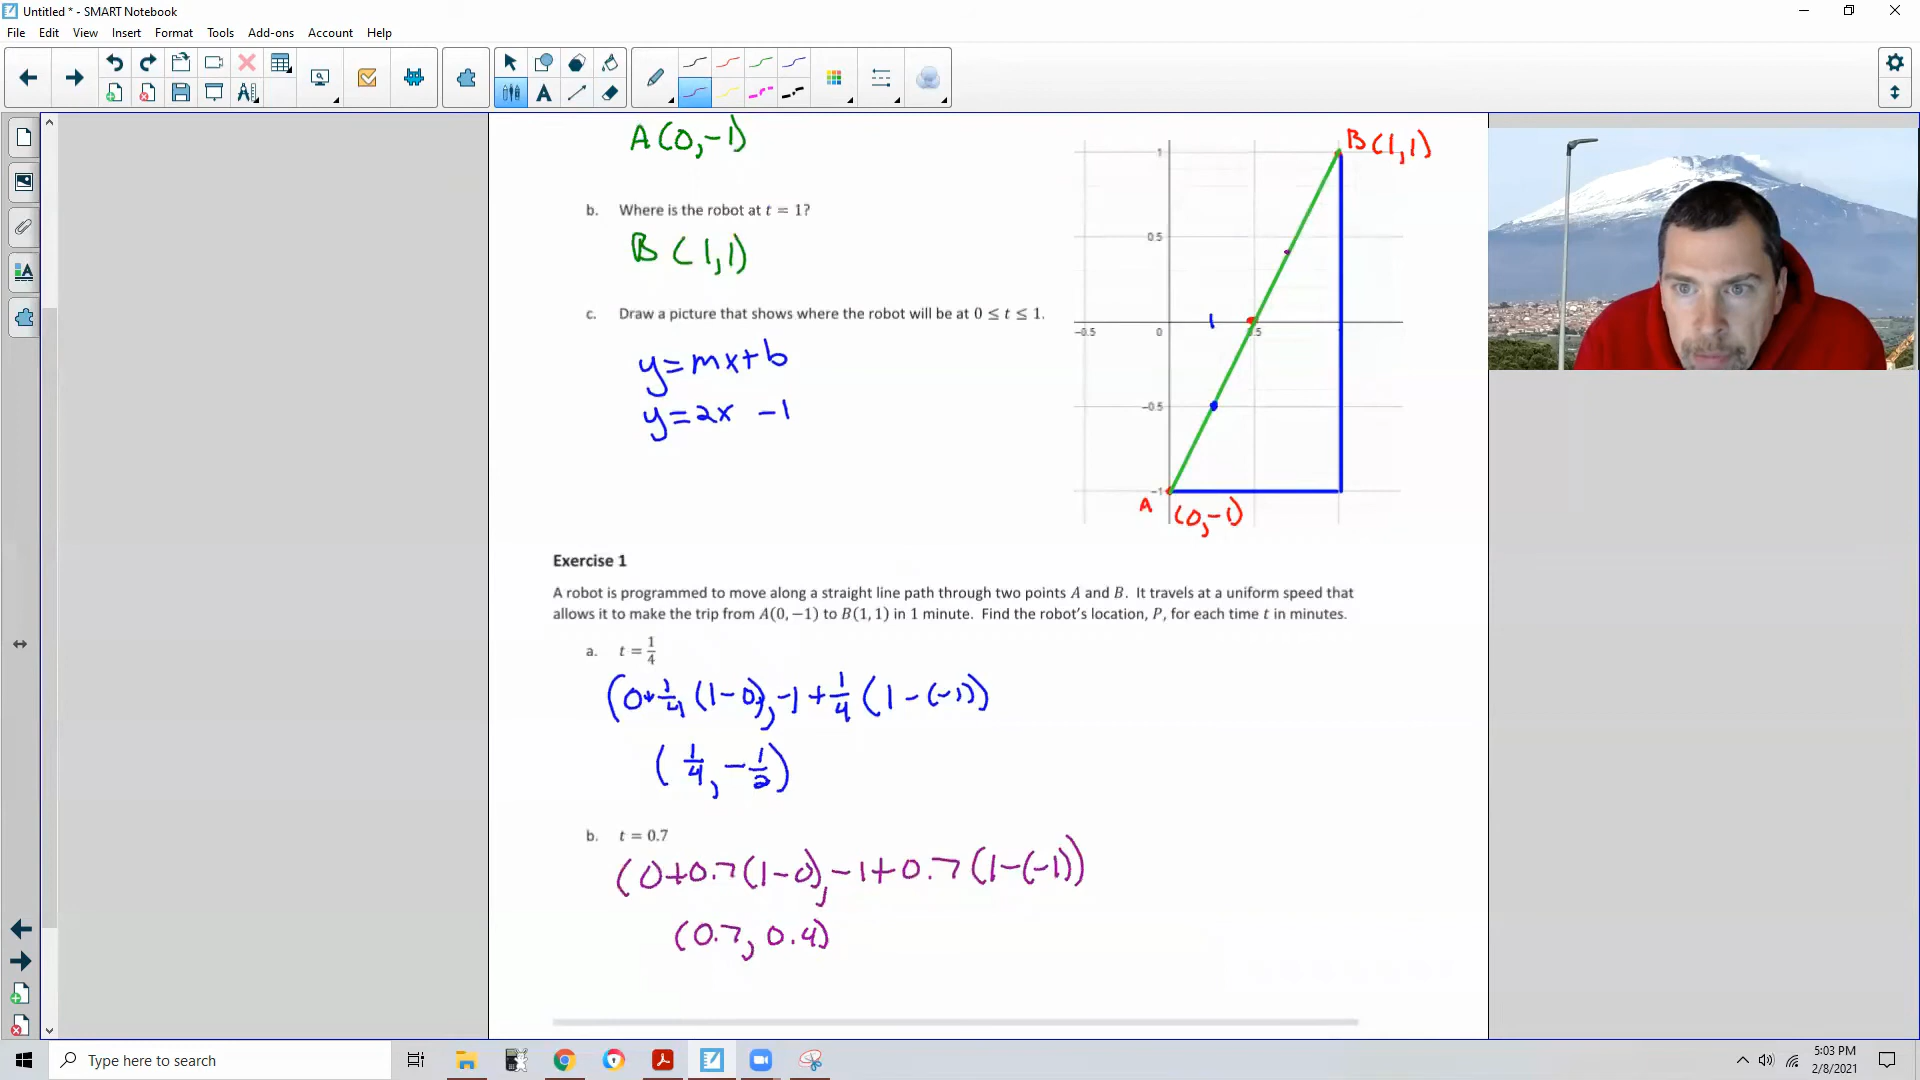 Untitled * - SMART Notebook
File Edit View Insert Format Tools Add-ons Account Help
A (0,-1)
b. Where is the robot at t = 1?
B (1,1)
c. Draw a picture that shows where the robot will be at 0 ≤ t ≤ 1.
y=mx+b
y=2x -1
B(1,1)
1
0.5
-0.5 0 0.5
-0.5
-1
A (0,-1)
Exercise 1
A robot is programmed to move along a straight line path through two points A and B. It travels at a uniform speed that
allows it to make the trip from A(0, −1) to B(1, 1) in 1 minute. Find the robot's location, P, for each time t in minutes.
a. t = 1/4
(0+1/4(1-0), -1+1/4(1-(-1))
(1/4, -1/2)
b. t = 0.7
(0+0.7(1-0), -1+0.7(1-(-1))
(0.7, 0.4)
Type here to search
5:03 PM
2/8/2021